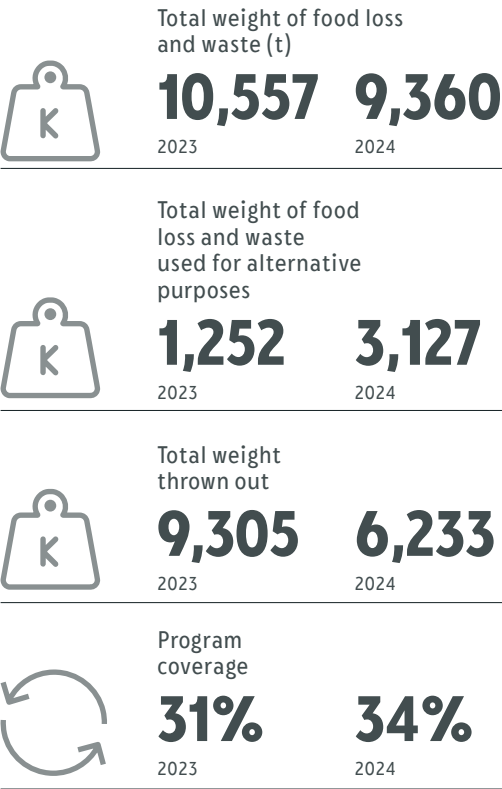 Total weight of food loss
and waste (t)
10,557 9,360
2023 2024
K
Total weight of food
loss and waste
used for alternative
purposes
1,252 3,127
2023 2024
K
Total weight
thrown out
9,305 6,233
2023 2024
K
Program
coverage
31% 34%
2023 2024